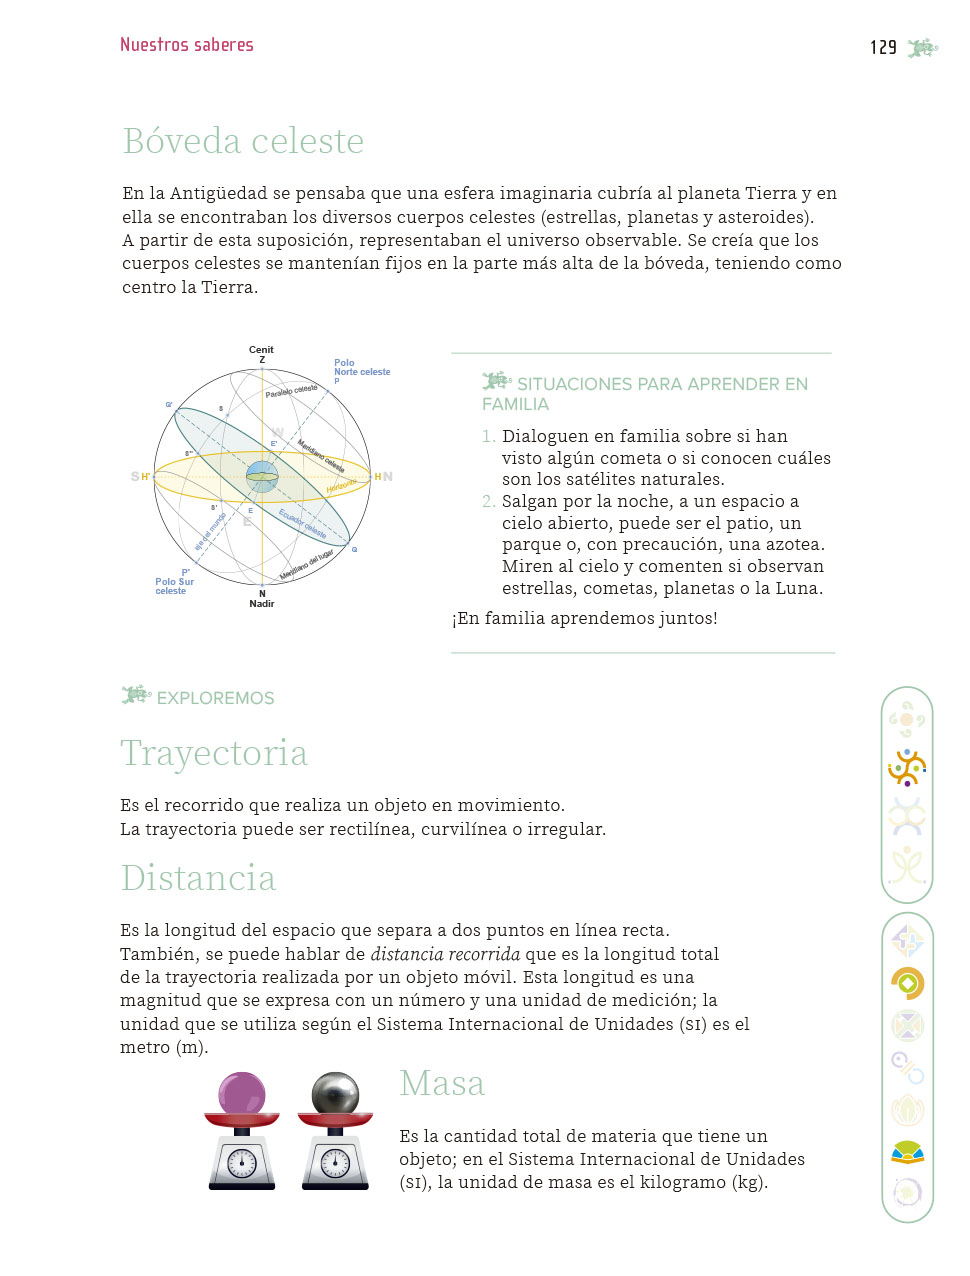 Nuestros saberes
129
Bóveda celeste
En la Antigüedad se pensaba que una esfera imaginaria cubría al planeta Tierra y en
ella se encontraban los diversos cuerpos celestes (estrellas, planetas y asteroides).
A partir de esta suposición, representaban el universo observable. Se creía que los
cuerpos celestes se mantenían fijos en la parte más alta de la bóveda, teniendo como
centro la Tierra.
Cenit
Z
Polo
Norte celeste
P
Paralelo celeste
Q'
S
W
E'
Meridiano celeste
S''
S H'
H N
Horizonte
S'
E
E
Ecuador celeste
eje del mundo
Q
Meridiano del lugar
P'
Polo Sur
celeste
N
Nadir
SITUACIONES PARA APRENDER EN
FAMILIA
1. Dialoguen en familia sobre si han
visto algún cometa o si conocen cuáles
son los satélites naturales.
2. Salgan por la noche, a un espacio a
cielo abierto, puede ser el patio, un
parque o, con precaución, una azotea.
Miren al cielo y comenten si observan
estrellas, cometas, planetas o la Luna.
¡En familia aprendemos juntos!
EXPLOREMOS
Trayectoria
Es el recorrido que realiza un objeto en movimiento.
La trayectoria puede ser rectilínea, curvilínea o irregular.
Distancia
Es la longitud del espacio que separa a dos puntos en línea recta.
También, se puede hablar de distancia recorrida que es la longitud total
de la trayectoria realizada por un objeto móvil. Esta longitud es una
magnitud que se expresa con un número y una unidad de medición; la
unidad que se utiliza según el Sistema Internacional de Unidades (SI) es el
metro (m).
Masa
Es la cantidad total de materia que tiene un
objeto; en el Sistema Internacional de Unidades
(SI), la unidad de masa es el kilogramo (kg).